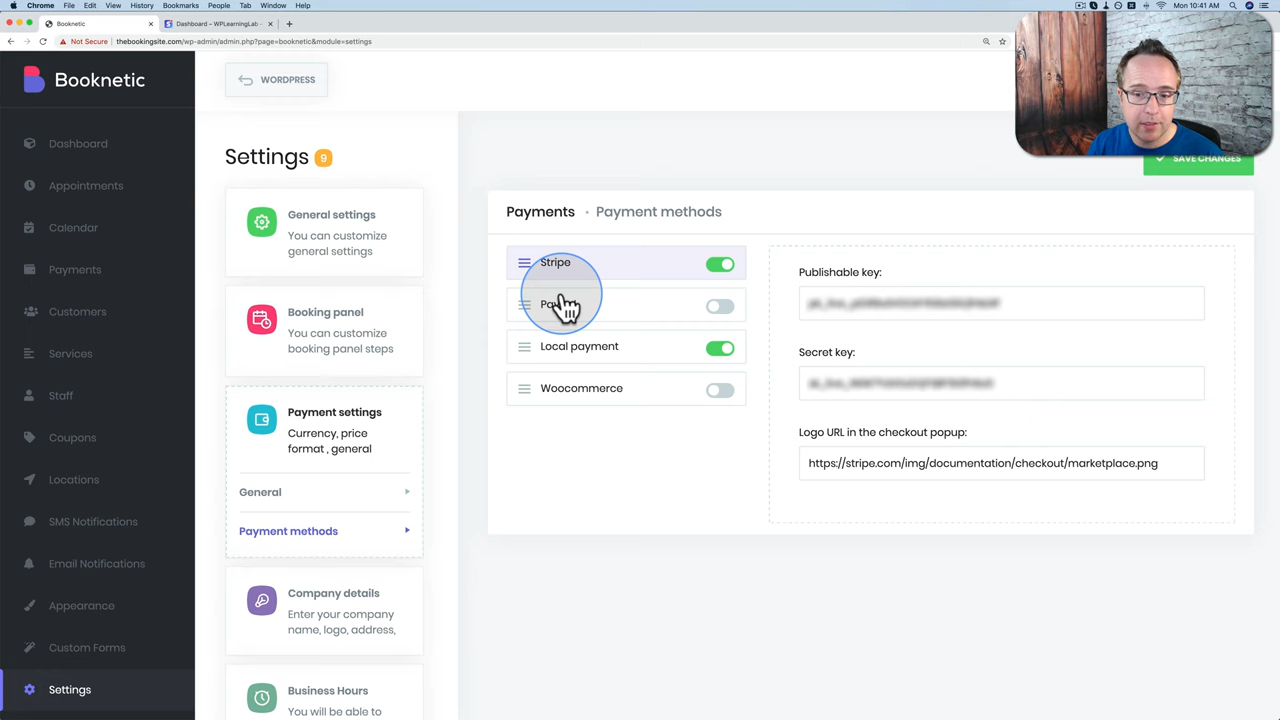 Chrome File Edit View History Bookmarks People Tab Window Help
Mon 10:41 AM
Booknetic
Dashboard – WPLearningLab –
Not Secure thebookingsite.com/wp-admin/admin.php?page=booknetic&module=settings
Booknetic
WORDPRESS
Dashboard
Appointments
Calendar
Payments
Customers
Services
Staff
Coupons
Locations
SMS Notifications
Email Notifications
Appearance
Custom Forms
Settings
Settings 9
General settings
You can customize
general settings
Booking panel
You can customize
booking panel steps
Payment settings
Currency, price
format , general
General
Payment methods
Company details
Enter your company
name, logo, address,
Business Hours
You will be able to
SAVE CHANGES
Payments · Payment methods
Stripe
Local payment
Woocommerce
Publishable key:
Secret key:
Logo URL in the checkout popup:
https://stripe.com/img/documentation/checkout/marketplace.png